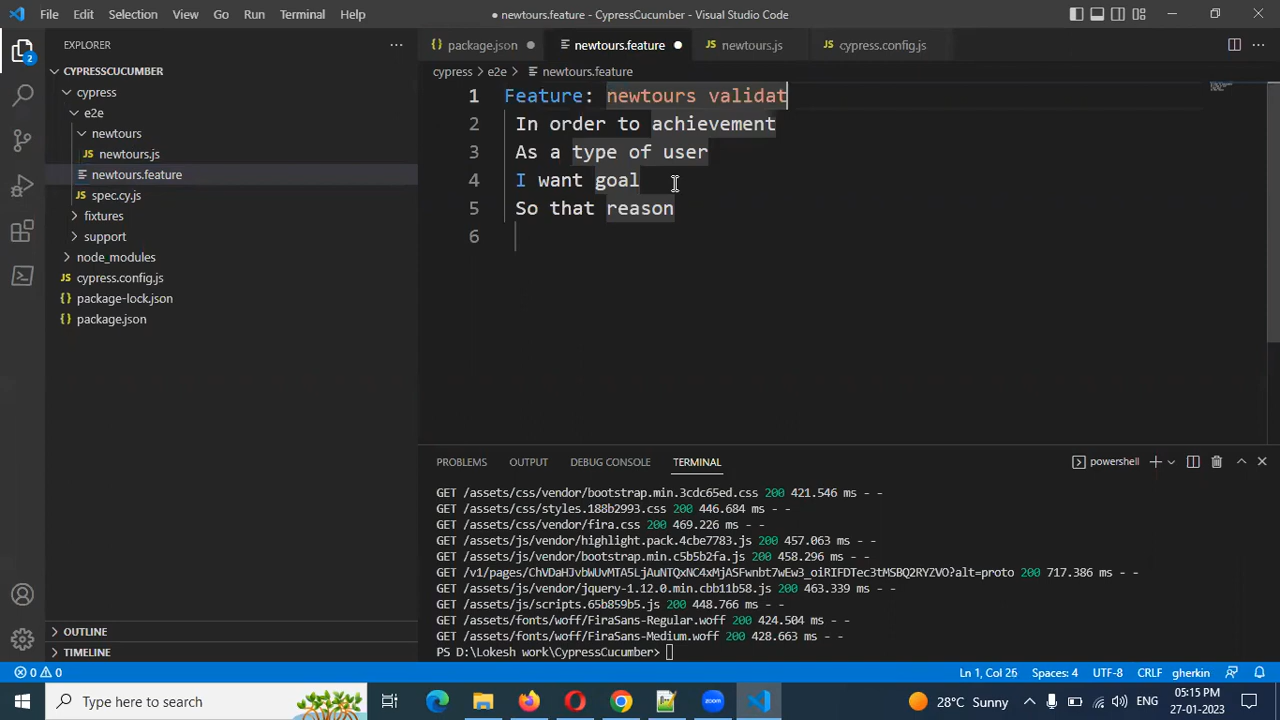 File Edit Selection View Go Run Terminal Help
● newtours.feature - CypressCucumber - Visual Studio Code
EXPLORER
package.json
newtours.feature
newtours.js
cypress.config.js
cypress > e2e > newtours.feature
CYPRESSCUCUMBER
cypress
e2e
newtours
newtours.js
newtours.feature
spec.cy.js
fixtures
support
node_modules
cypress.config.js
package-lock.json
package.json
OUTLINE
TIMELINE
2
1 Feature: newtours validat
2 In order to achievement
3 As a type of user
4 I want goal
5 So that reason
6
PROBLEMS OUTPUT DEBUG CONSOLE TERMINAL
powershell
GET /assets/css/vendor/bootstrap.min.3cdc65ed.css 200 421.546 ms - -
GET /assets/css/styles.188b2993.css 200 446.684 ms - -
GET /assets/css/vendor/fira.css 200 469.226 ms - -
GET /assets/js/vendor/highlight.pack.4cbe7783.js 200 457.063 ms - -
GET /assets/js/vendor/bootstrap.min.c5b5b2fa.js 200 458.296 ms - -
GET /v1/pages/ChVDaHJvbWUvMTA5LjAuNTQxNC4xMjASFwnbt7wEw3_oiRIFDTec3tMSBQ2RYZVO?alt=proto 200 717.386 ms - -
GET /assets/js/vendor/jquery-1.12.0.min.cbb11b58.js 200 463.339 ms - -
GET /assets/js/scripts.65b859b5.js 200 448.766 ms - -
GET /assets/fonts/woff/FiraSans-Regular.woff 200 424.504 ms - -
GET /assets/fonts/woff/FiraSans-Medium.woff 200 428.663 ms - -
PS D:\Lokesh work\CypressCucumber>
0 0 Ln 1, Col 26 Spaces: 4 UTF-8 CRLF gherkin
Type here to search
28°C Sunny
ENG
05:15 PM
27-01-2023